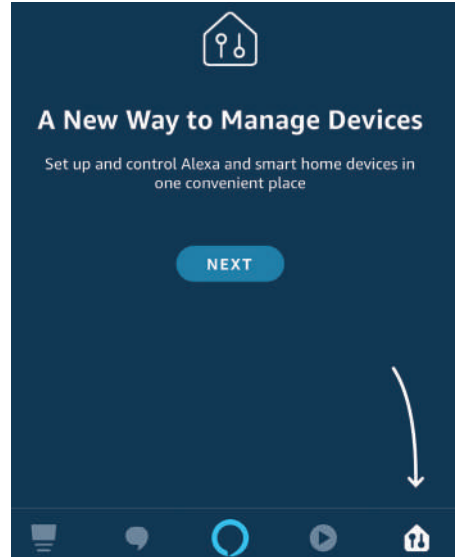 A New Way to Manage Devices
Set up and control Alexa and smart home devices in
one convenient place
NEXT